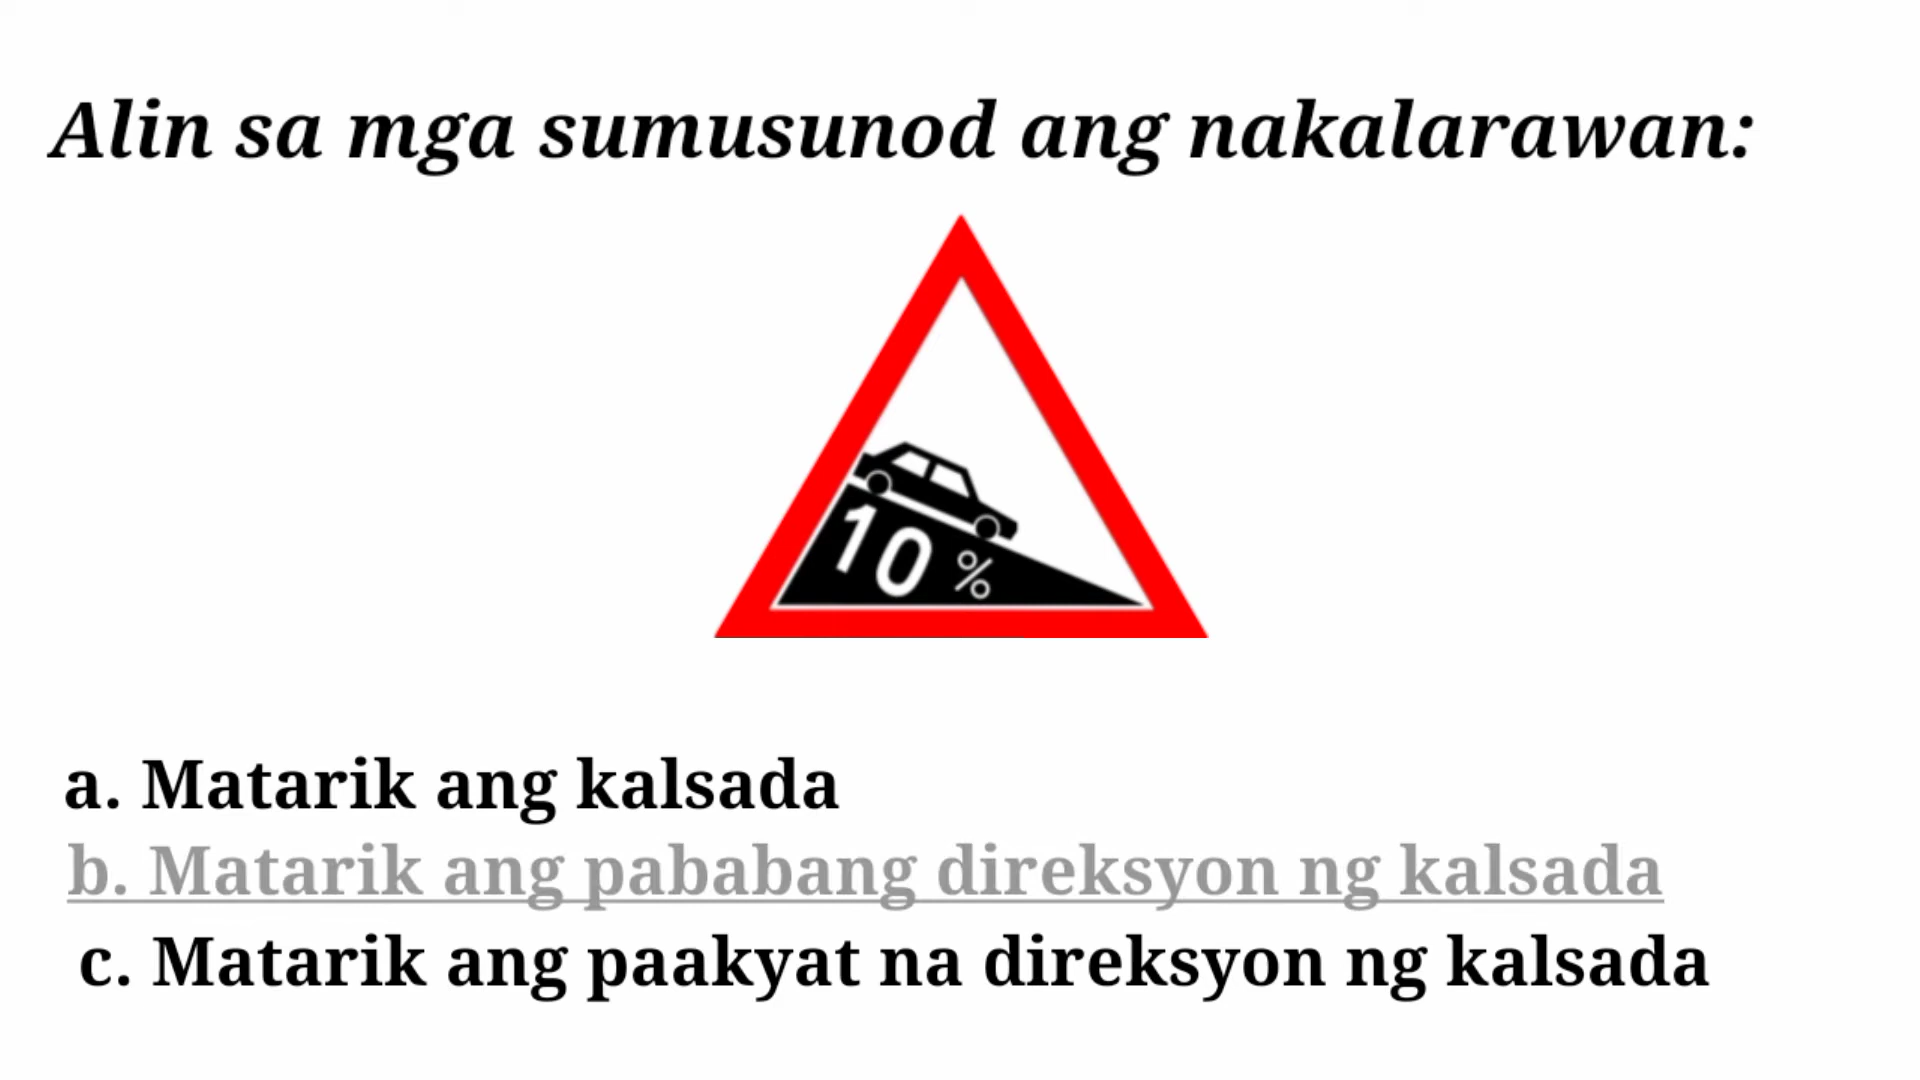 Alin sa mga sumusunod ang nakalarawan:
10 %
a. Matarik ang kalsada
b. Matarik ang pababang direksyon ng kalsada
c. Matarik ang paakyat na direksyon ng kalsada